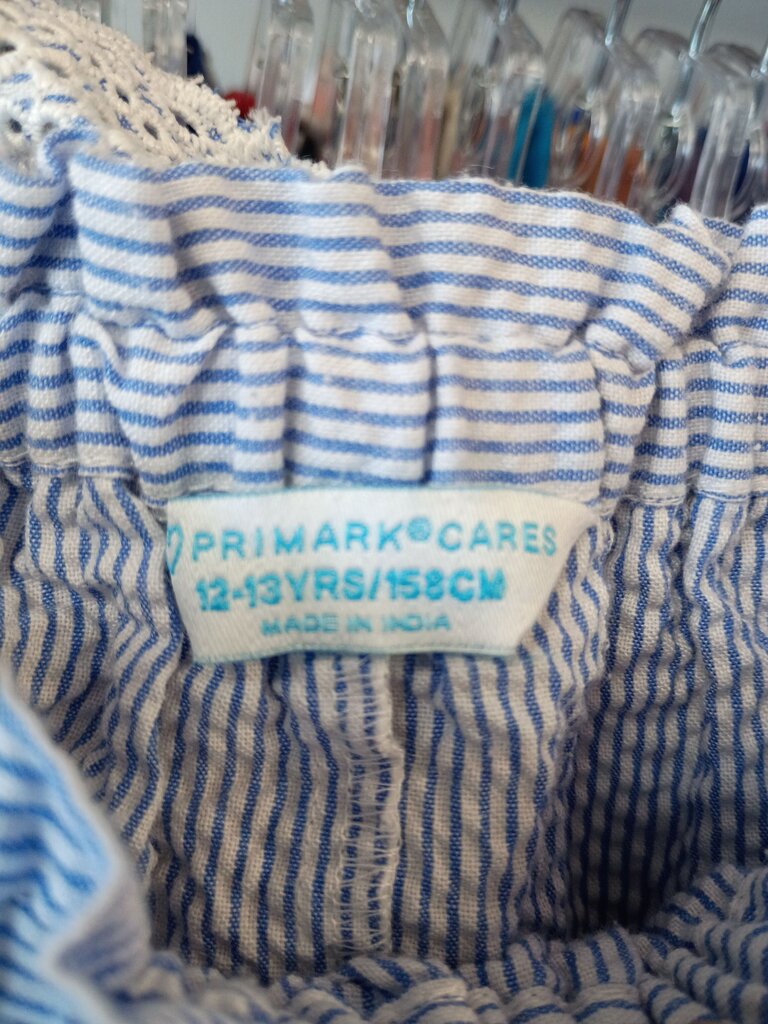 PRIMARK® CARES
12-13YRS/158CM
MADE IN INDIA